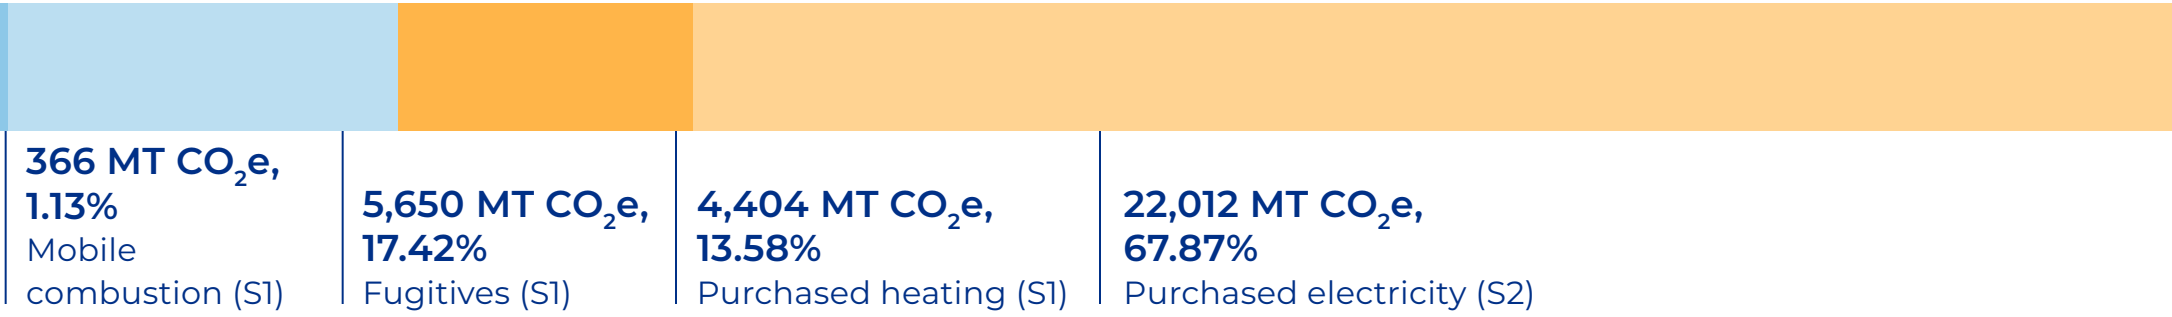 366 MT CO₂e,
1.13%
Mobile
combustion (S1)
5,650 MT CO₂e,
17.42%
Fugitives (S1)
4,404 MT CO₂e,
13.58%
Purchased heating (S1)
22,012 MT CO₂e,
67.87%
Purchased electricity (S2)